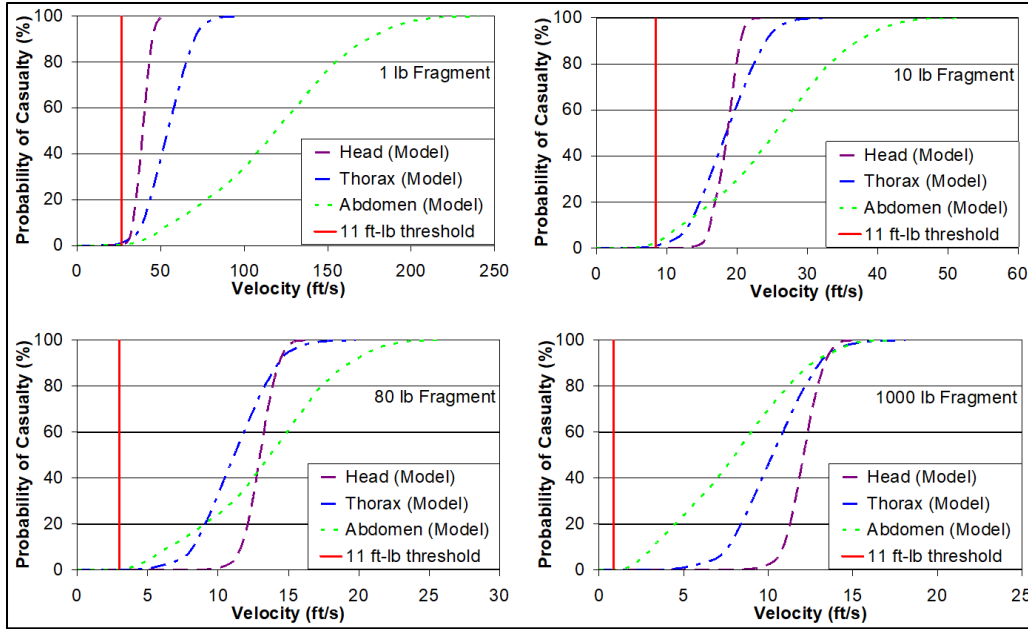 Probability of Casualty (%)
100
80
60
40
20
0
1 lb Fragment
Head (Model)
Thorax (Model)
Abdomen (Model)
11 ft-lb threshold
0 50 100 150 200 250
Velocity (ft/s)
Probability of Casualty (%)
100
80
60
40
20
0
10 lb Fragment
Head (Model)
Thorax (Model)
Abdomen (Model)
11 ft-lb threshold
0 10 20 30 40 50 60
Velocity (ft/s)
Probability of Casualty (%)
100
80
60
40
20
0
80 lb Fragment
Head (Model)
Thorax (Model)
Abdomen (Model)
11 ft-lb threshold
0 5 10 15 20 25 30
Velocity (ft/s)
Probability of Casualty (%)
100
80
60
40
20
0
1000 lb Fragment
Head (Model)
Thorax (Model)
Abdomen (Model)
11 ft-lb threshold
0 5 10 15 20 25
Velocity (ft/s)